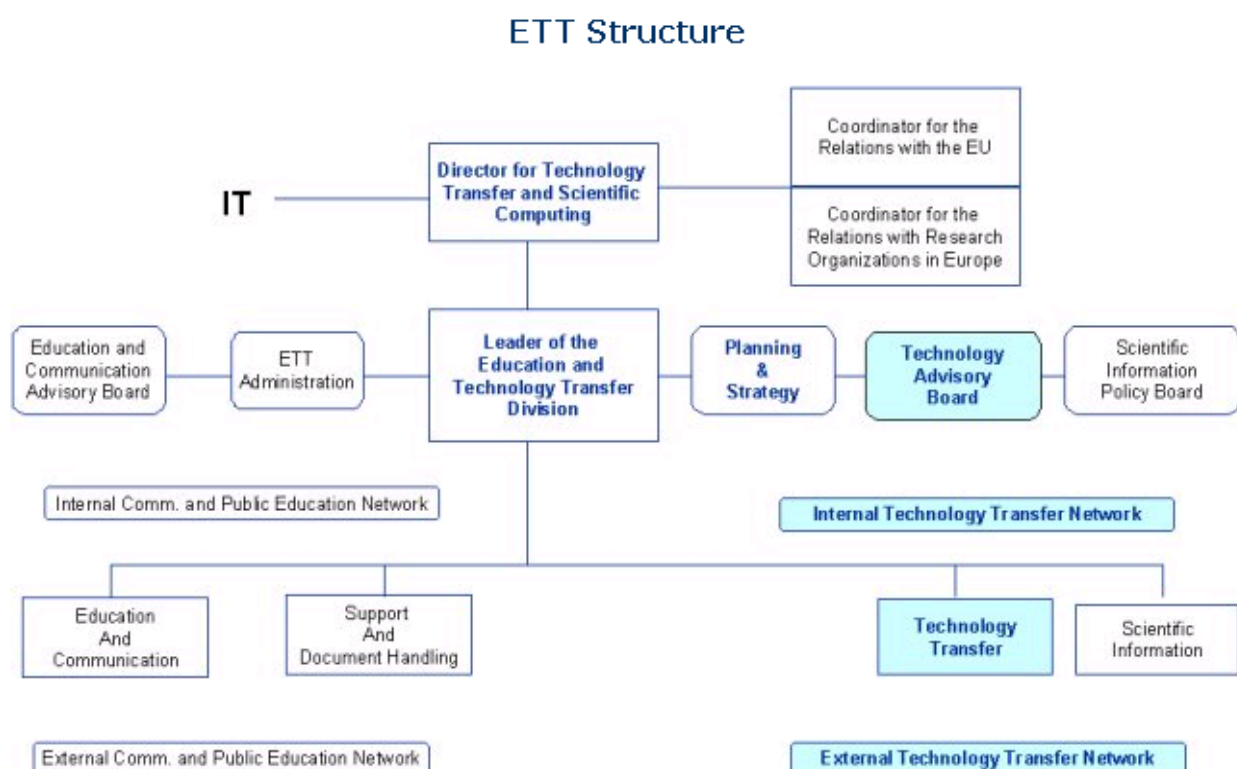 ETT Structure
Coordinator for the
Relations with the EU
Director for Technology
Transfer and Scientific
Computing
IT
Coordinator for the
Relations with Research
Organizations in Europe
Education and
Communication
Advisory Board
ETT
Administration
Leader of the
Education and
Technology Transfer
Division
Planning
&
Strategy
Technology
Advisory
Board
Scientific
Information
Policy Board
Internal Comm. and Public Education Network
Internal Technology Transfer Network
Education
And
Communication
Support
And
Document Handling
Technology
Transfer
Scientific
Information
External Comm. and Public Education Network
External Technology Transfer Network